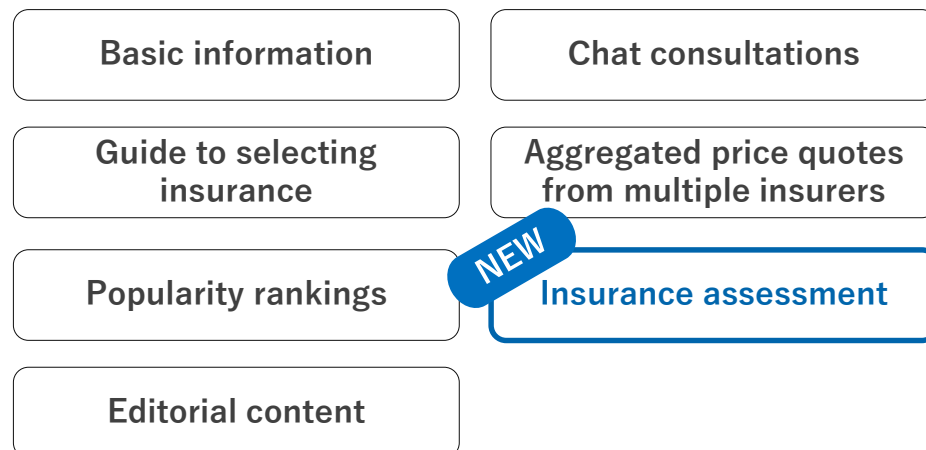 Basic information
Chat consultations
Guide to selecting
insurance
Aggregated price quotes
from multiple insurers
Popularity rankings
NEW
Insurance assessment
Editorial content